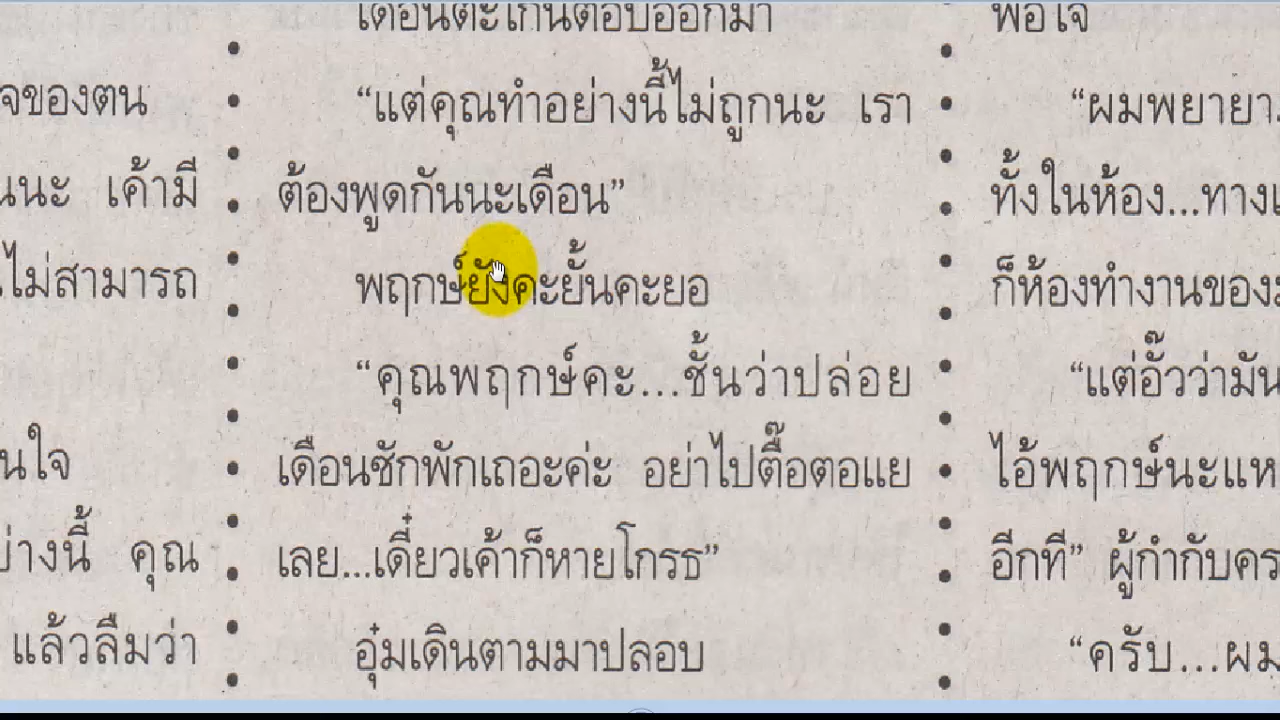 จของตน
นนะ เค้ามี
ไม่สามารถ
นใจ
ย่างนี้ คุณ
แล้วลืมว่า
เดือนตะโกนตอบออกมา
“แต่คุณทำอย่างนี้ไม่ถูกนะ เรา
ต้องพูดกันนะเดือน”
พฤกษ์ยังคะยั้นคะยอ
“คุณพฤกษ์คะ...ชั้นว่าปล่อย
เดือนซักพักเถอะค่ะ อย่าไปตื๊อตอแย
เลย...เดี๋ยวเค้าก็หายโกรธ”
อุ๋มเดินตามมาปลอบ
พอใจ
“ผมพยายา
ทั้งในห้อง...ทาง
ก็ห้องทำงานของ
“แต่อั๊วว่ามัน
ไอ้พฤกษ์นะแห
อีกที” ผู้กำกับคร
“ครับ...ผม